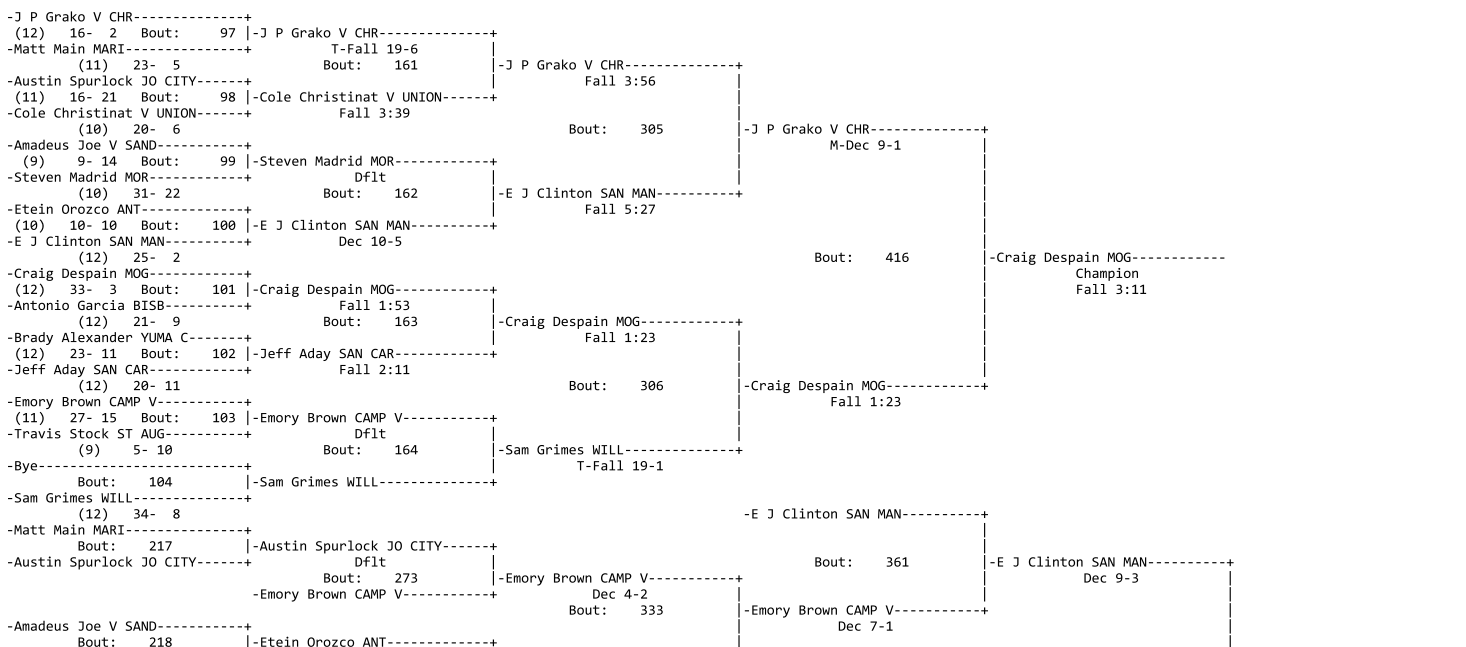 -J P Grako V CHR--------------+
 (12)   16-  2   Bout:     97 |-J P Grako V CHR--------------+
-Matt Main MARI---------------+          T-Fall 19-6         |
         (11)   23-  5                  Bout:    161         |-J P Grako V CHR--------------+
-Austin Spurlock JO CITY------+                              |           Fall 3:56          |
 (11)   16- 21   Bout:     98 |-Cole Christinat V UNION------+                              |
-Cole Christinat V UNION------+           Fall 3:39                                         |
         (10)   20-  6                                                 Bout:    305         |-J P Grako V CHR--------------+
-Amadeus Joe V SAND-----------+                                                             |          M-Dec 9-1           |
  (9)    9- 14   Bout:     99 |-Steven Madrid MOR------------+                              |                              |
-Steven Madrid MOR------------+             Dflt             |                              |                              |
         (10)   31- 22                  Bout:    162         |-E J Clinton SAN MAN----------+                              |
-Etein Orozco ANT-------------+                              |           Fall 5:27                                         |
 (10)   10- 10   Bout:    100 |-E J Clinton SAN MAN----------+                                                             |
-E J Clinton SAN MAN----------+           Dec 10-5                                                                         |
         (12)   25-  2                                                                                Bout:    416         |-Craig Despain MOG------------
-Craig Despain MOG------------+                                                                                            |           Champion
 (12)   33-  3   Bout:    101 |-Craig Despain MOG------------+                                                             |           Fall 3:11
-Antonio Garcia BISB----------+           Fall 1:53          |                                                             |
         (12)   21-  9                  Bout:    163         |-Craig Despain MOG------------+                              |
-Brady Alexander YUMA C-------+                              |           Fall 1:23          |                              |
 (12)   23- 11   Bout:    102 |-Jeff Aday SAN CAR------------+                              |                              |
-Jeff Aday SAN CAR------------+           Fall 2:11                                         |                              |
         (12)   20- 11                                                 Bout:    306         |-Craig Despain MOG------------+
-Emory Brown CAMP V-----------+                                                             |          Fall 1:23
 (11)   27- 15   Bout:    103 |-Emory Brown CAMP V-----------+                              |
-Travis Stock ST AUG----------+             Dflt             |                              |
          (9)    5- 10                  Bout:    164         |-Sam Grimes WILL--------------+
-Bye--------------------------+                              |          T-Fall 19-1
         Bout:    104         |-Sam Grimes WILL--------------+
-Sam Grimes WILL--------------+
         (12)   34-  8                                                                       -E J Clinton SAN MAN----------+
-Matt Main MARI---------------+                                                                                            |
         Bout:    217         |-Austin Spurlock JO CITY------+                                                             |
-Austin Spurlock JO CITY------+             Dflt             |                                        Bout:    361         |-E J Clinton SAN MAN----------+
                                        Bout:    273         |-Emory Brown CAMP V-----------+                              |            Dec 9-3           |
                               -Emory Brown CAMP V-----------+            Dec 4-2           |                              |                              |
                                                                       Bout:    333         |-Emory Brown CAMP V-----------+                              |
-Amadeus Joe V SAND-----------+                                                             |           Dec 7-1                                            |
         Bout:    218         |-Etein Orozco ANT-------------+                              |                                                             |